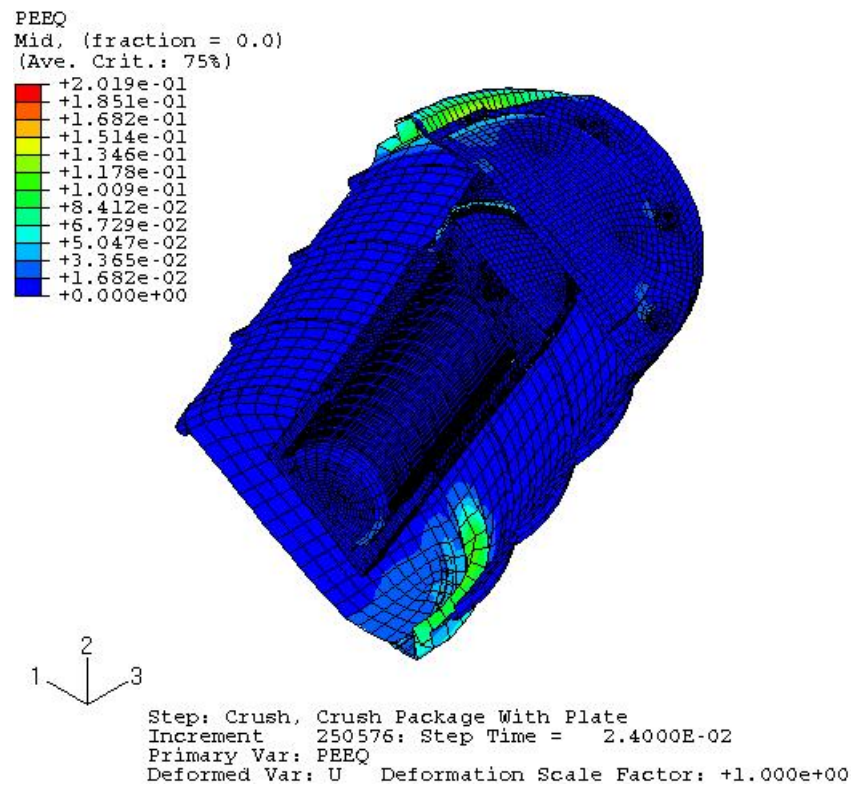 PEEQ
Mid, (fraction = 0.0)
(Ave. Crit.: 75%)
+2.019e-01
+1.851e-01
+1.682e-01
+1.514e-01
+1.346e-01
+1.178e-01
+1.009e-01
+8.412e-02
+6.729e-02
+5.047e-02
+3.365e-02
+1.682e-02
+0.000e+00
2
1 3
Step: Crush, Crush Package With Plate
Increment 250576: Step Time = 2.4000E-02
Primary Var: PEEQ
Deformed Var: U Deformation Scale Factor: +1.000e+00